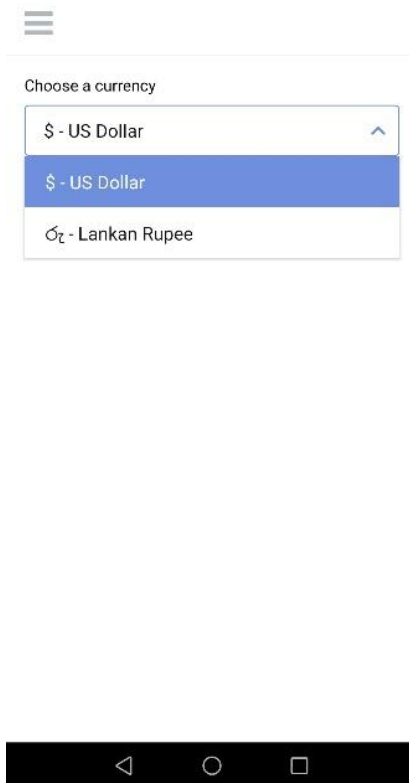 Choose a currency
$ - US Dollar
$ - US Dollar
රු - Lankan Rupee